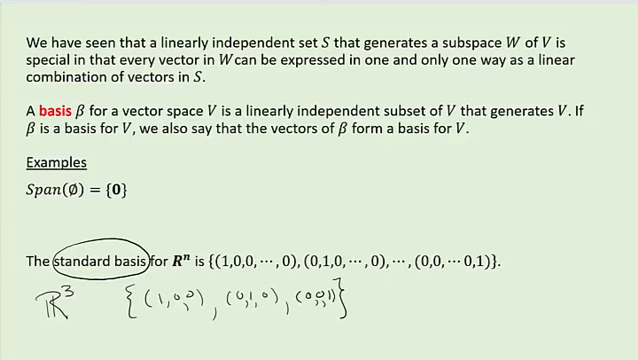 We have seen that a linearly independent set S that generates a subspace W of V is
special in that every vector in W can be expressed in one and only one way as a linear
combination of vectors in S.
A basis β for a vector space V is a linearly independent subset of V that generates V. If
β is a basis for V, we also say that the vectors of β form a basis for V.
Examples
Span(∅) = {0}
The standard basis for Rⁿ is {(1,0,0, ⋯ , 0), (0,1,0, ⋯ , 0), ⋯ , (0,0, ⋯ 0,1)}.
ℝ³ {(1,0,0), (0,1,0), (0,0,1)}